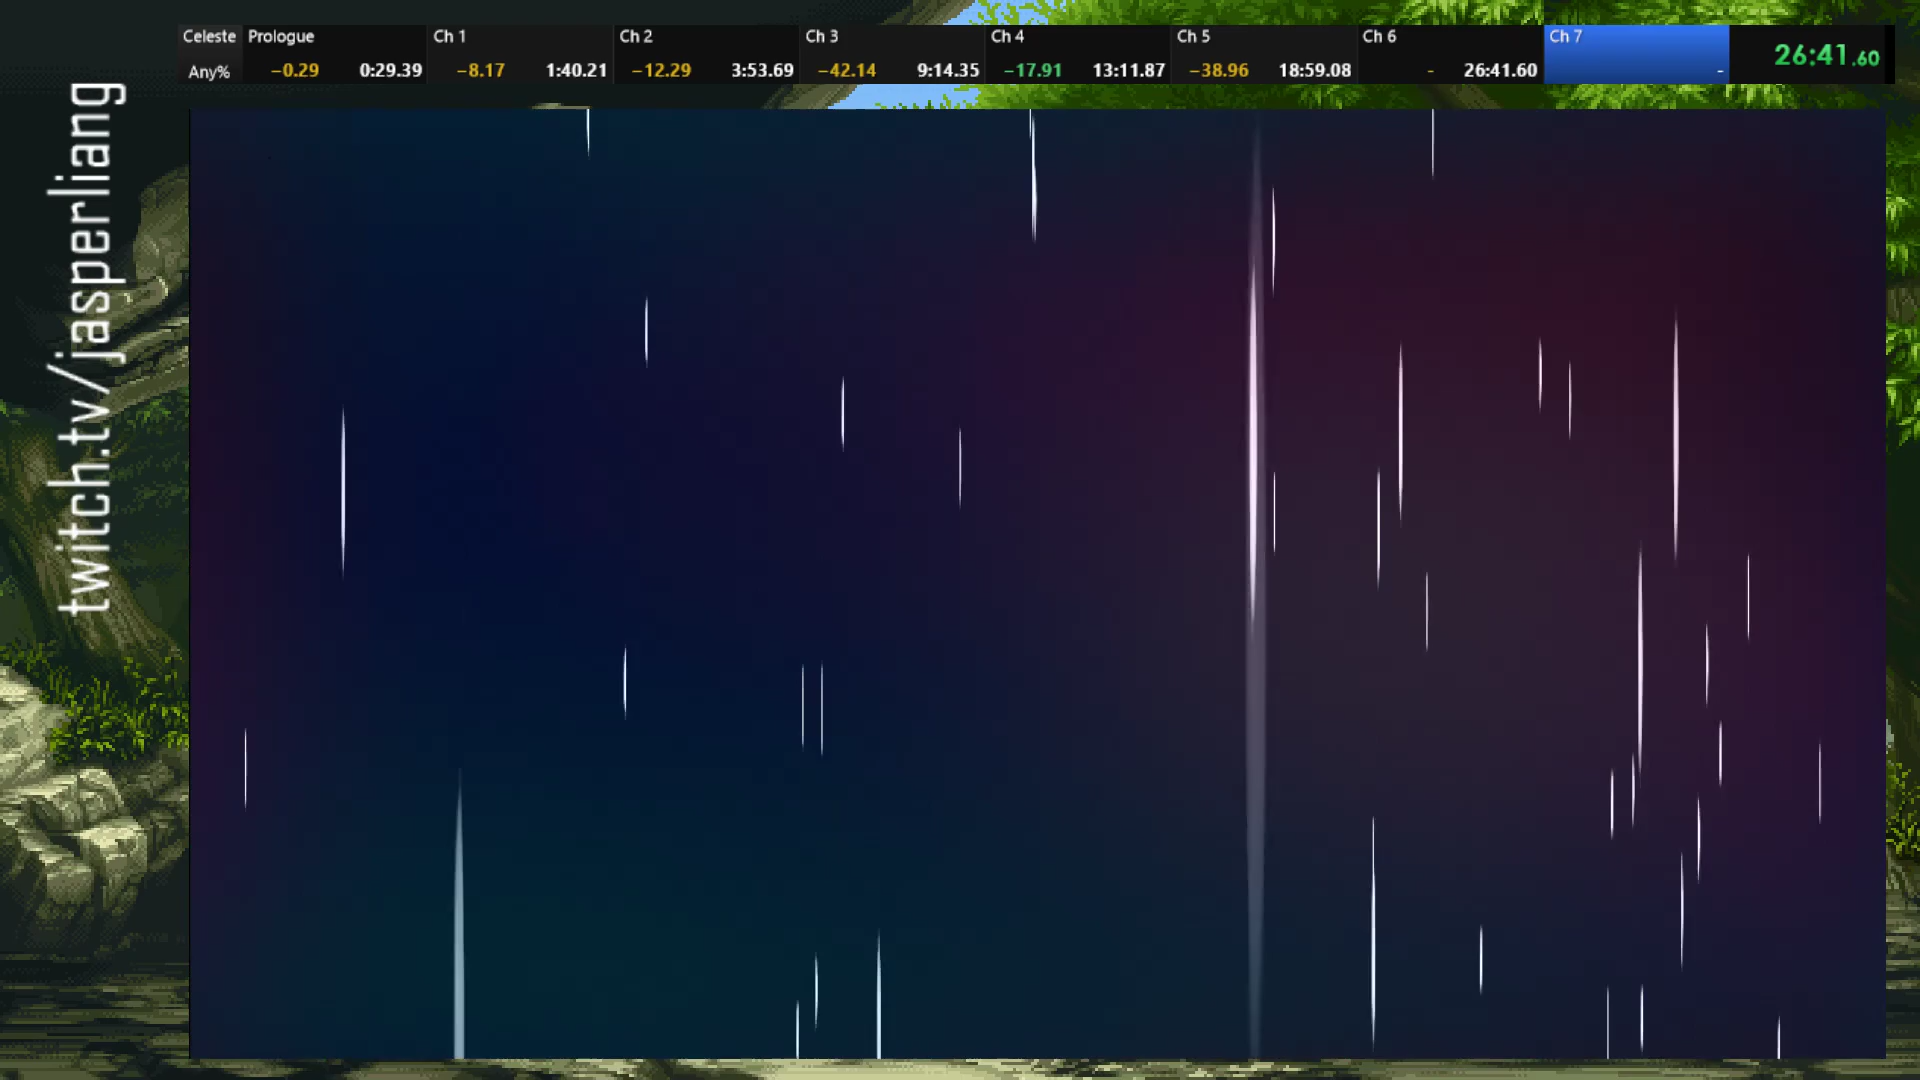 Celeste Prologue Ch 1 Ch 2 Ch 3 Ch 4 Ch 5 Ch 6 Ch 7
Any% −0.29 0:29.39 −8.17 1:40.21 −12.29 3:53.69 −42.14 9:14.35 −17.91 13:11.87 −38.96 18:59.08 - 26:41.60 - 26:41.60
twitch.tv/jasperliang